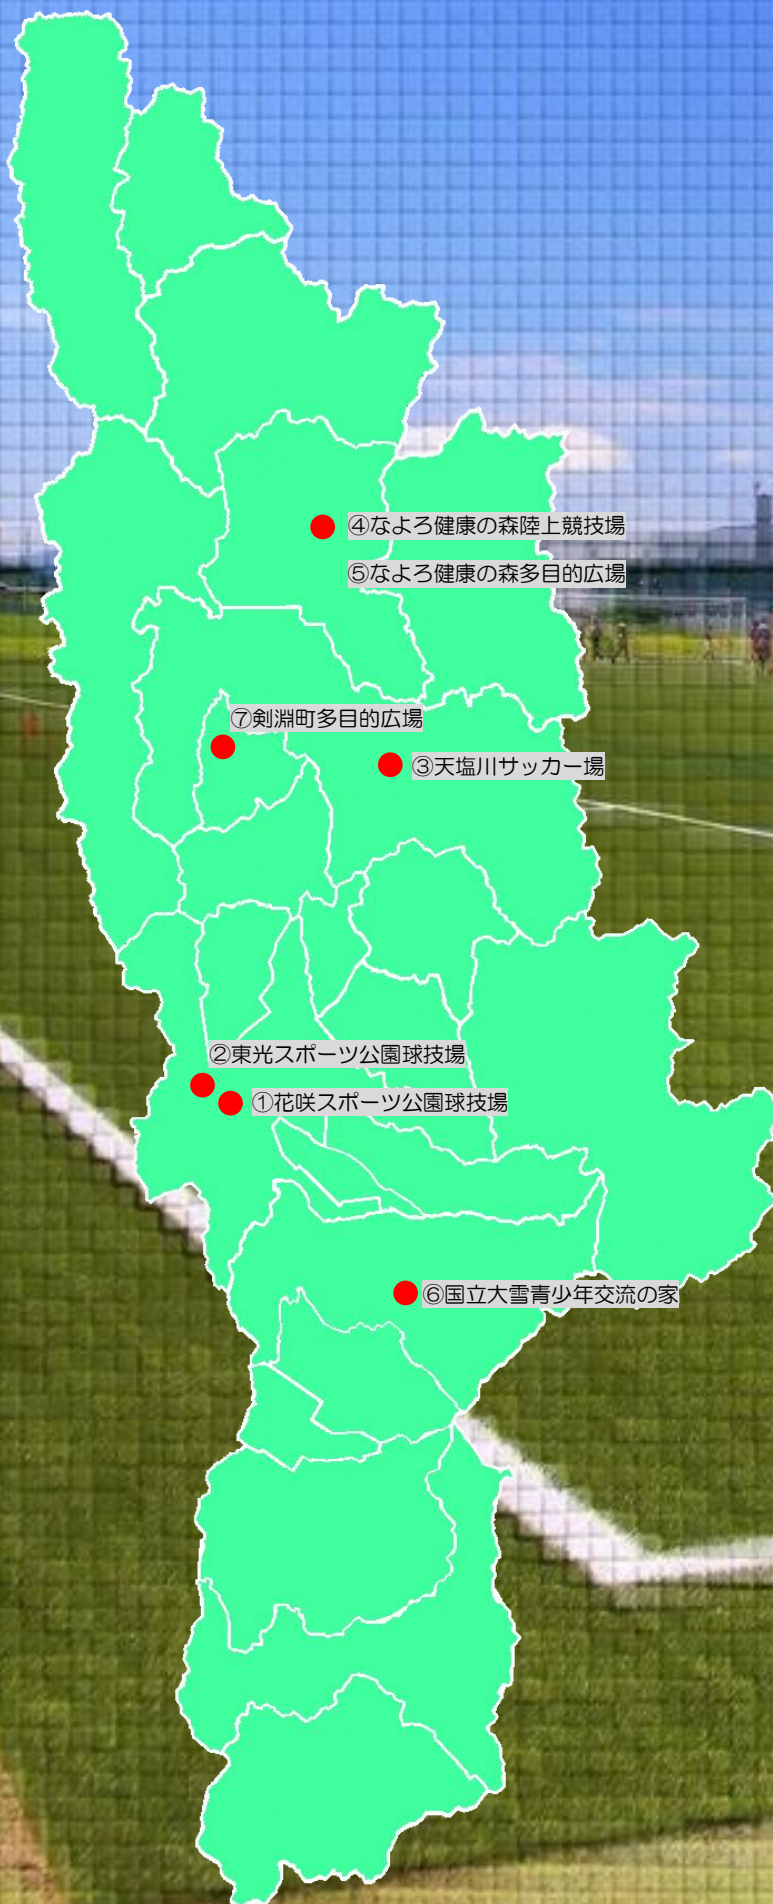 ④なよろ健康の森陸上競技場
⑤なよろ健康の森多目的広場
⑦剣淵町多目的広場
③天塩川サッカー場
②東光スポーツ公園球技場
①花咲スポーツ公園球技場
⑥国立大雪青少年交流の家